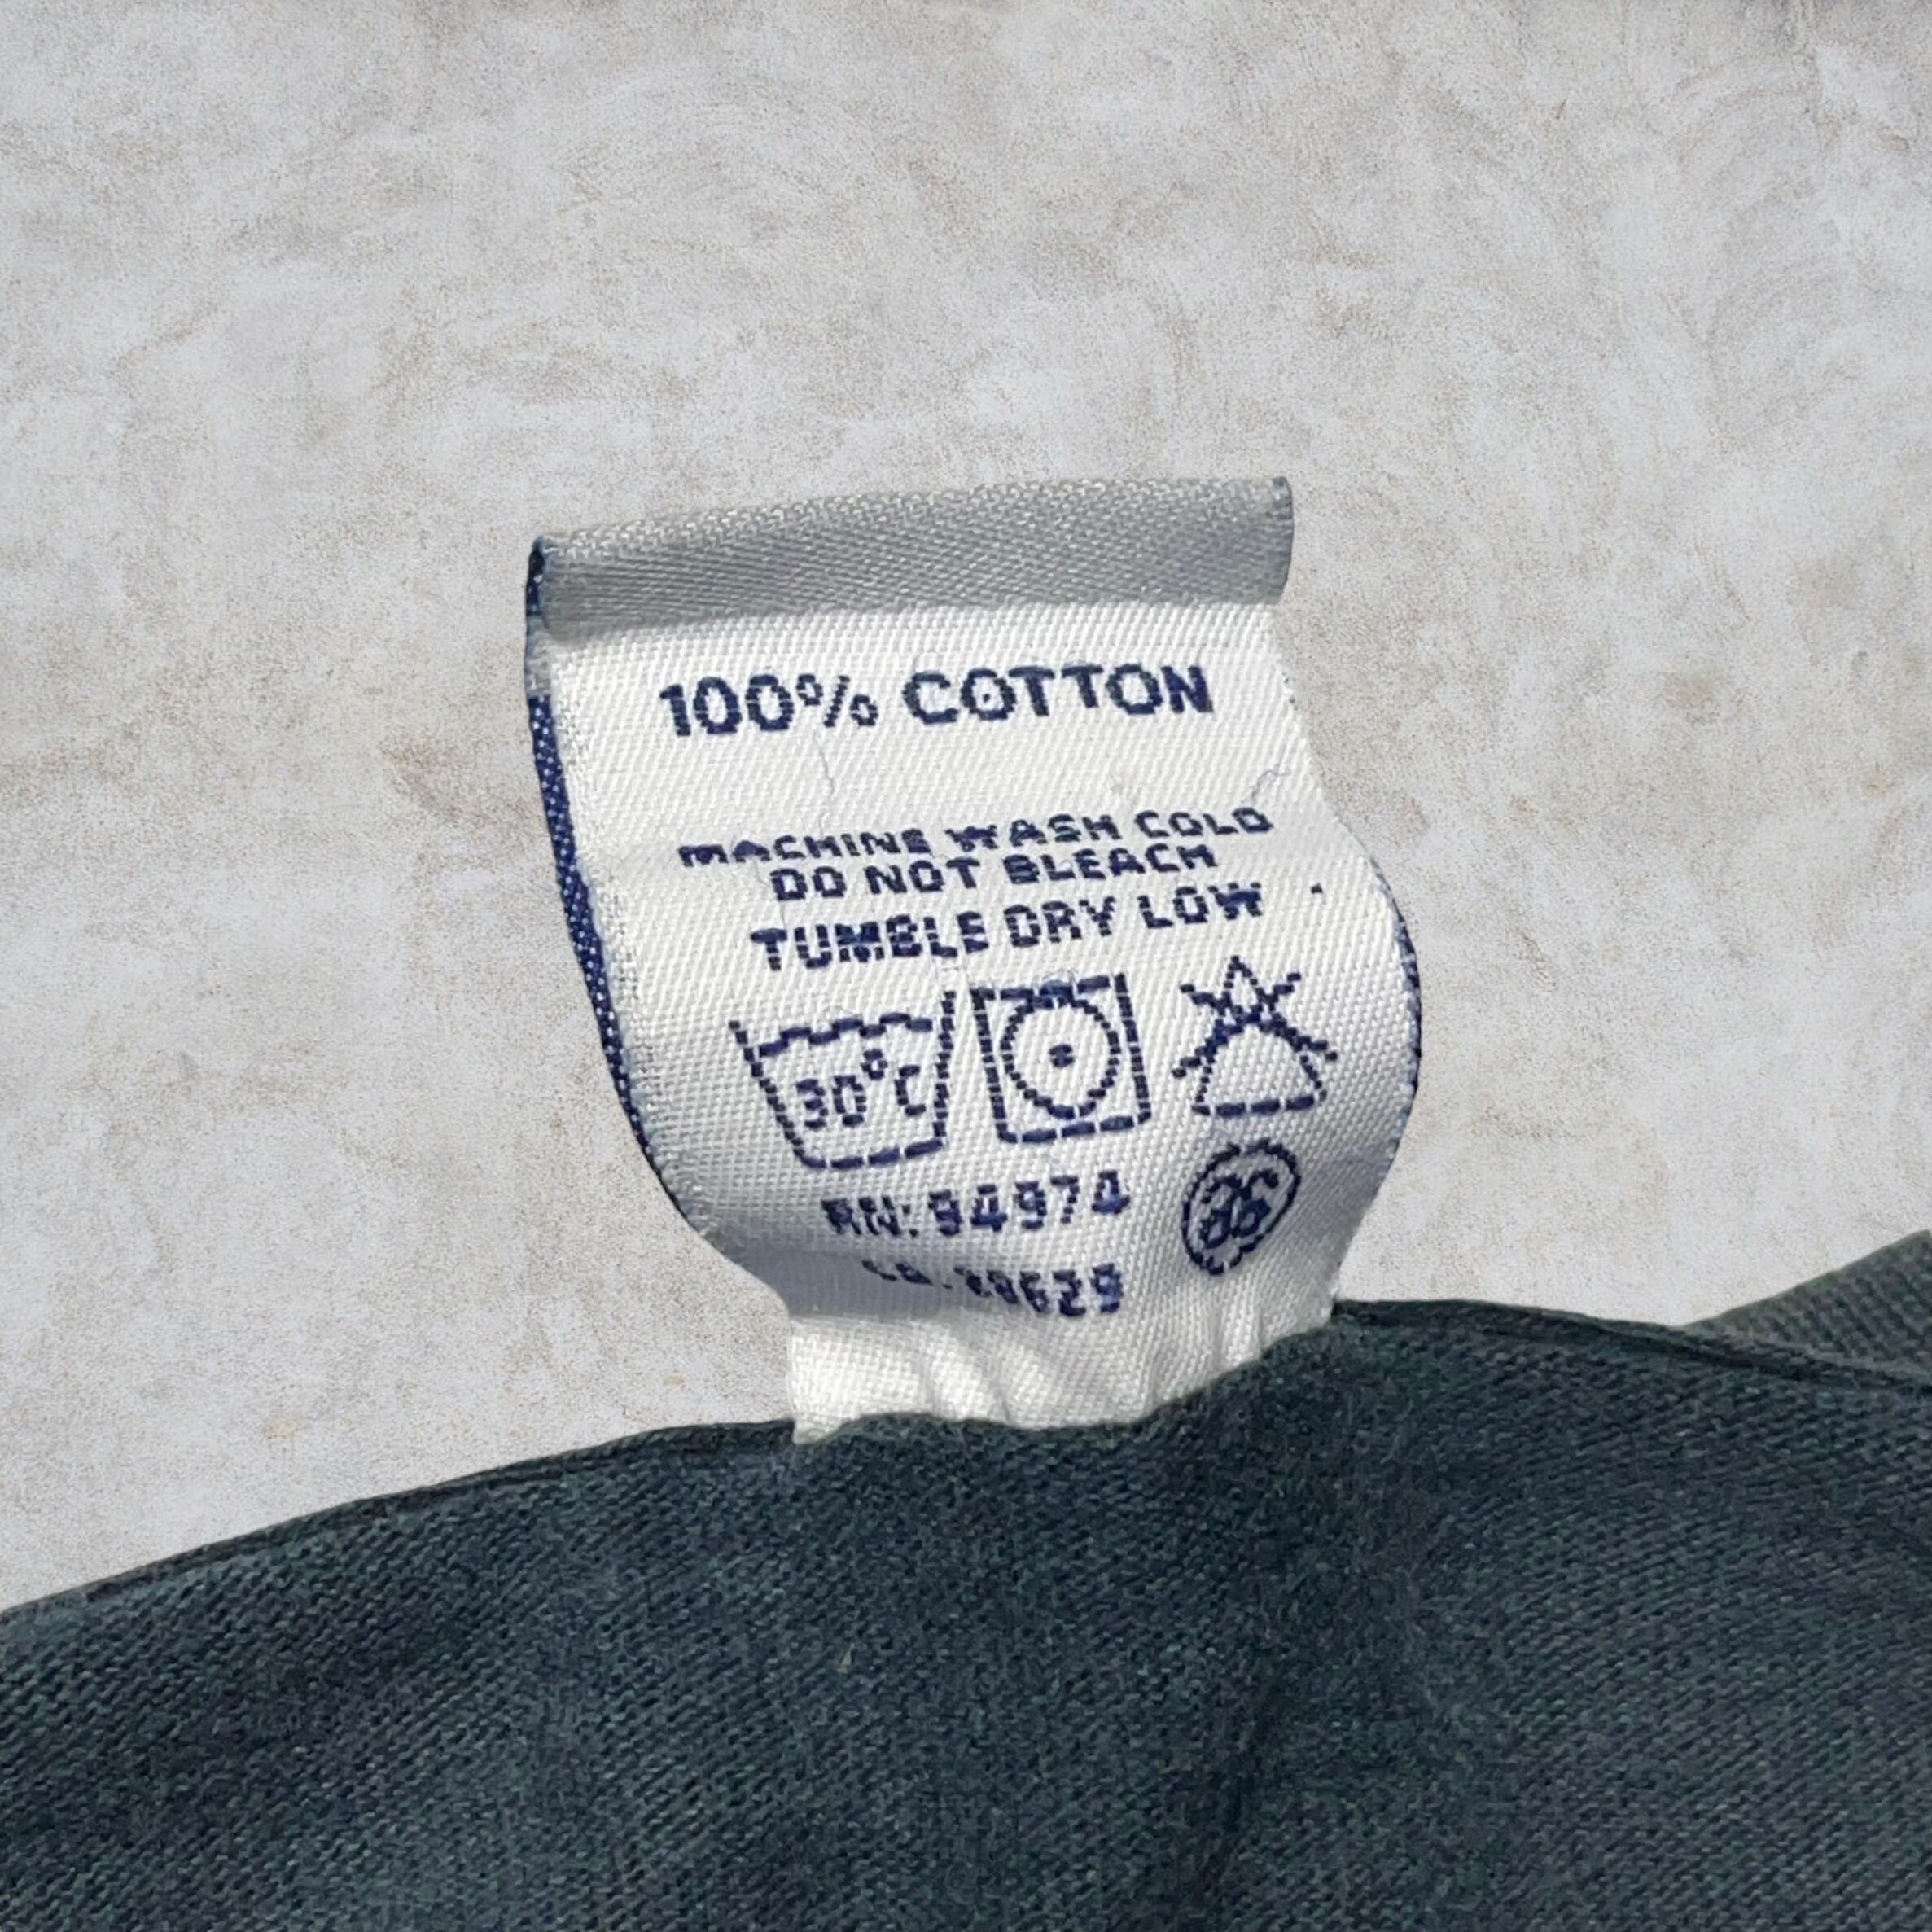 100% COTTON
MACHINE WASH COLD
DO NOT BLEACH
TUMBLE DRY LOW
30°C
RN: 94974